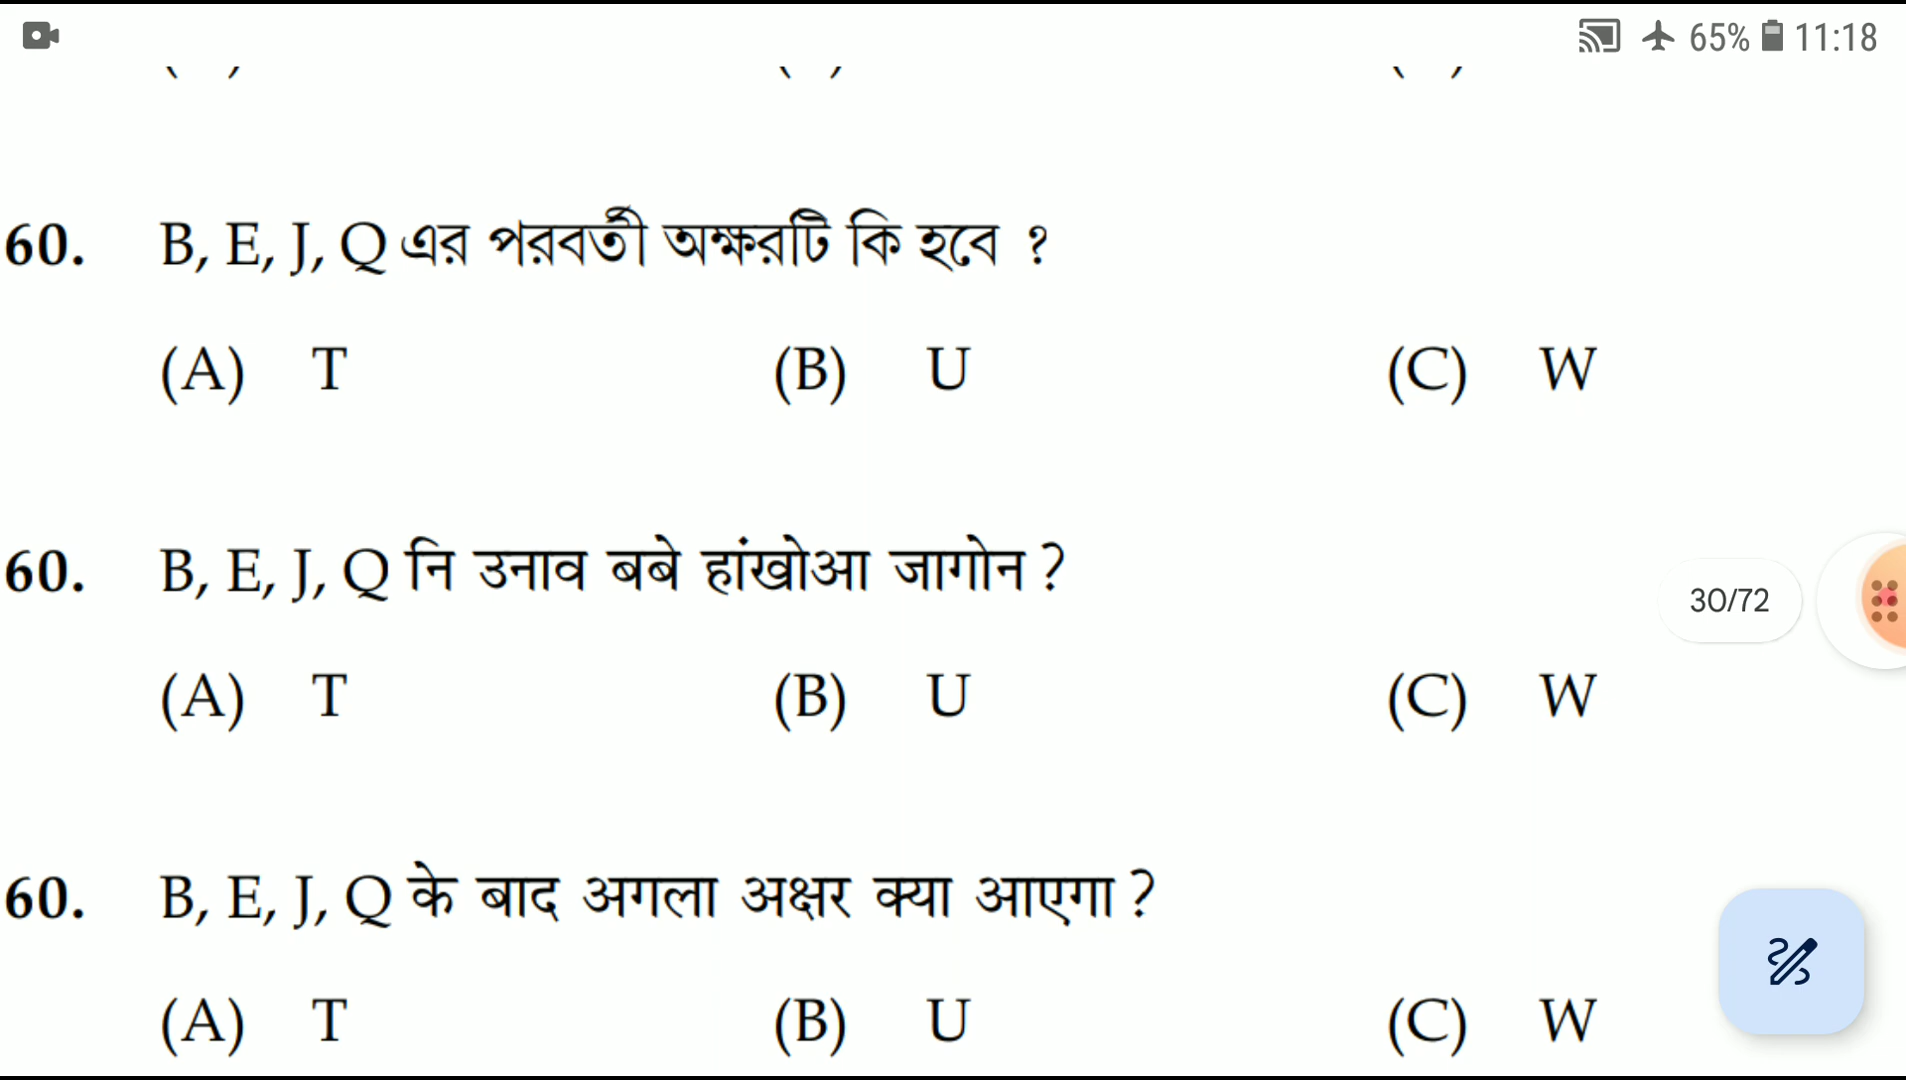 65% 11:18
60. B, E, J, Q এর পরবর্তী অক্ষরটি কি হবে ?
(A) T (B) U (C) W
60. B, E, J, Q नि उनाव बबे हांखोआ जागोन ?
30/72
(A) T (B) U (C) W
60. B, E, J, Q के बाद अगला अक्षर क्या आएगा ?
(A) T (B) U (C) W